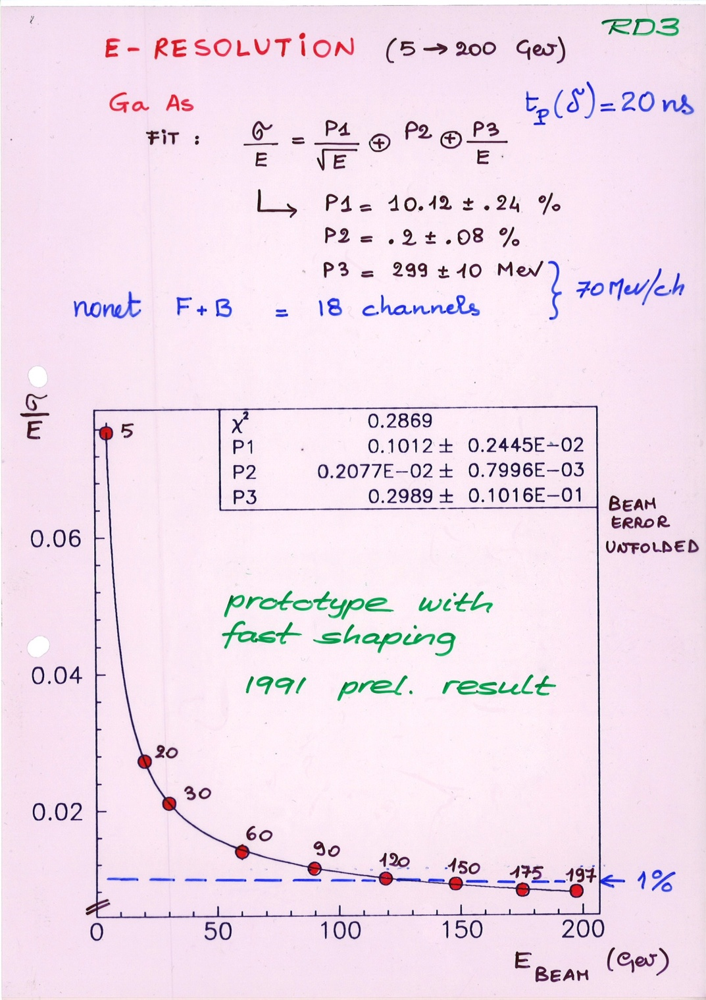 RD3
E - RESOLUTION (5 → 200 GeV)
Ga As
t_P(δ) = 20 ns
FIT : σ/E = P1/√E ⊕ P2 ⊕ P3/E
↳ P1 = 10.12 ± .24 %
P2 = .2 ± .08 %
P3 = 299 ± 10 MeV
} 70 MeV/ch
nonet F+B = 18 channels
σ/E
χ² 0.2869
P1 0.1012 ± 0.2445E-02
P2 0.2077E-02 ± 0.7996E-03
P3 0.2989 ± 0.1016E-01
BEAM
ERROR
UNFOLDED
5
0.06
prototype with
fast shaping
1991 prel. result
0.04
20
30
0.02
60
90
120
150
175
197
← 1%
0 50 100 150 200
E BEAM (GeV)